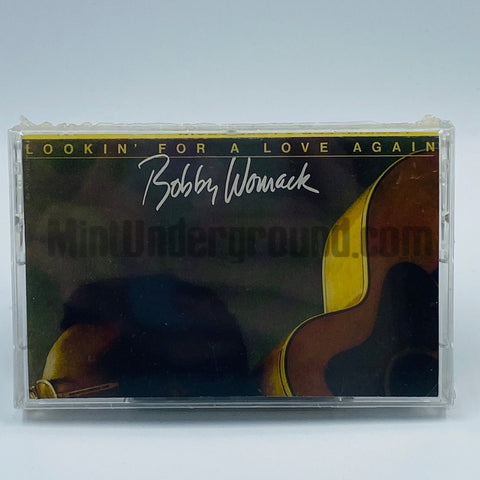 LOOKIN' FOR A LOVE AGAIN
Bobby Womack
MintUnderground.com